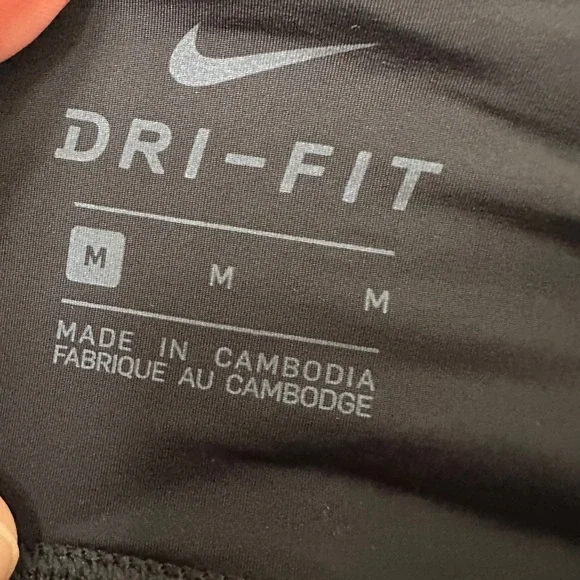 DRI-FIT
M M M
MADE IN CAMBODIA
FABRIQUE AU CAMBODGE